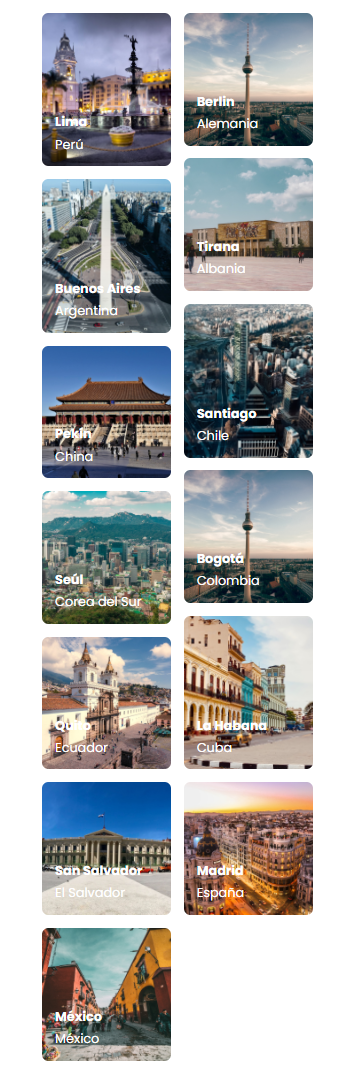 Lima
Perú
Berlin
Alemania
Buenos Aires
Argentina
Tirana
Albania
Pekín
China
Santiago
Chile
Seúl
Corea del Sur
Bogotá
Colombia
Quito
Ecuador
La Habana
Cuba
San Salvador
El Salvador
Madrid
España
México
México